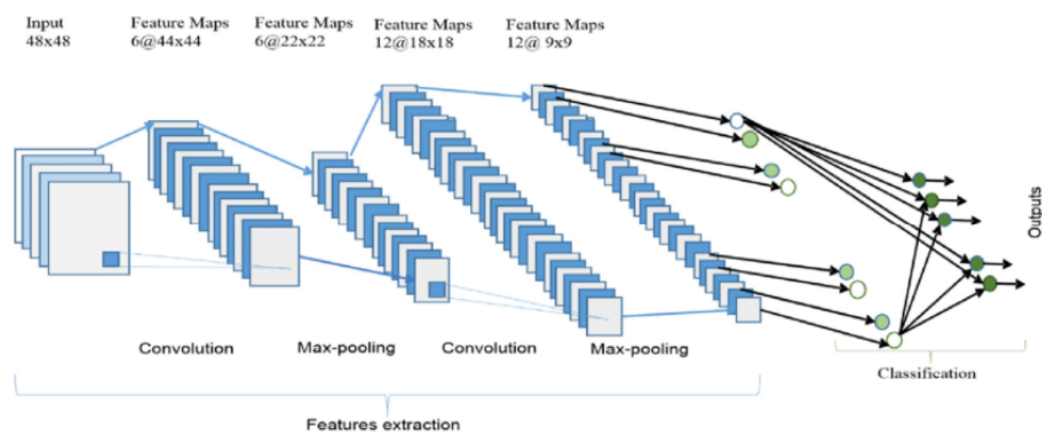 Input
48x48
Feature Maps
6@44x44
Feature Maps
6@22x22
Feature Maps
12@18x18
Feature Maps
12@ 9x9
Outputs
Convolution
Max-pooling
Convolution
Max-pooling
Classification
Features extraction